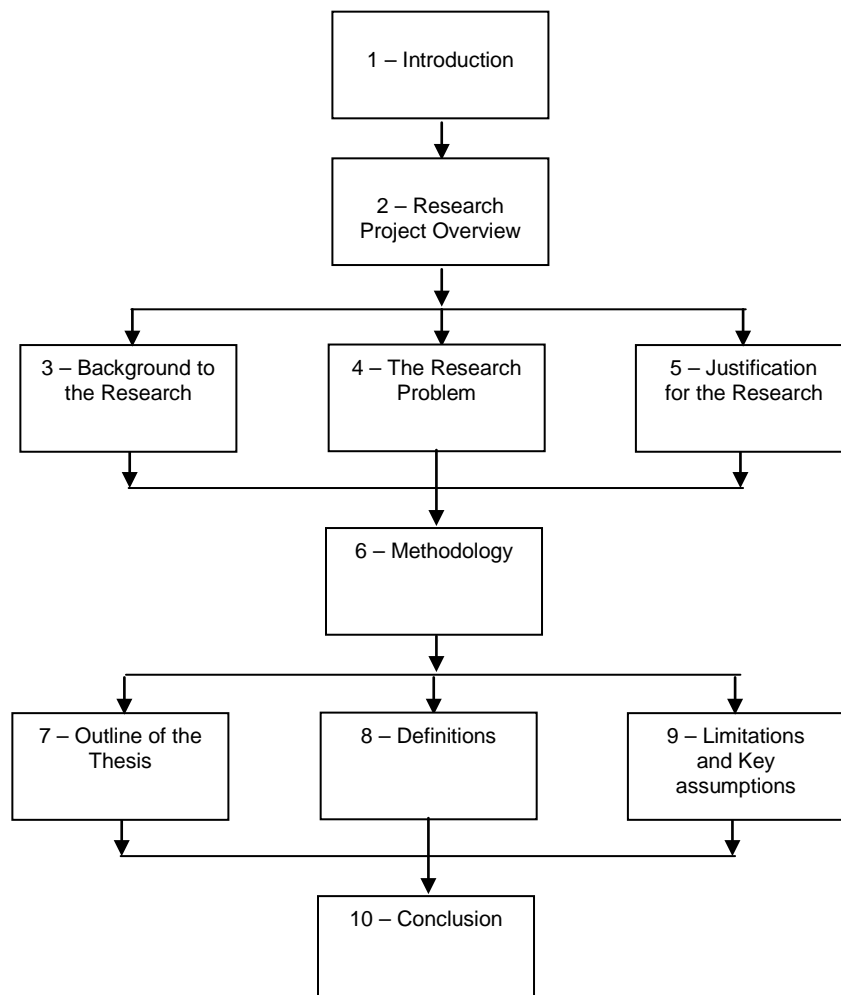 1 – Introduction
2 – Research
Project Overview
3 – Background to
the Research
4 – The Research
Problem
5 – Justification
for the Research
6 – Methodology
7 – Outline of the
Thesis
8 – Definitions
9 – Limitations
and Key
assumptions
10 – Conclusion